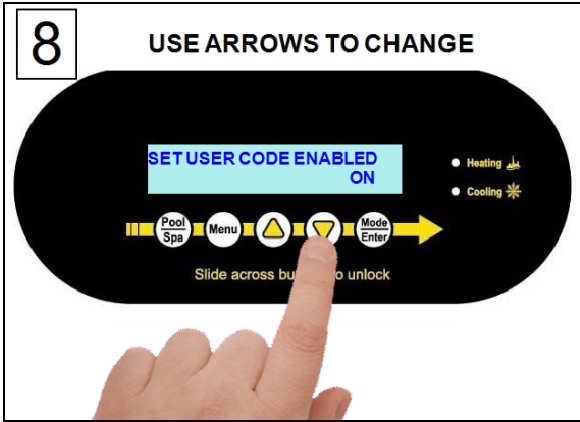 8
USE ARROWS TO CHANGE
SET USER CODE ENABLED
ON
Heating
Cooling
Pool
Spa
Menu
Mode
Enter
Slide across bu o unlock